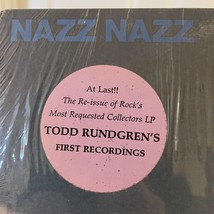 NAZZ NAZZ
At Last!!
The Re-issue of Rock's
Most Requested Collectors LP
TODD RUNDGREN'S
FIRST RECORDINGS